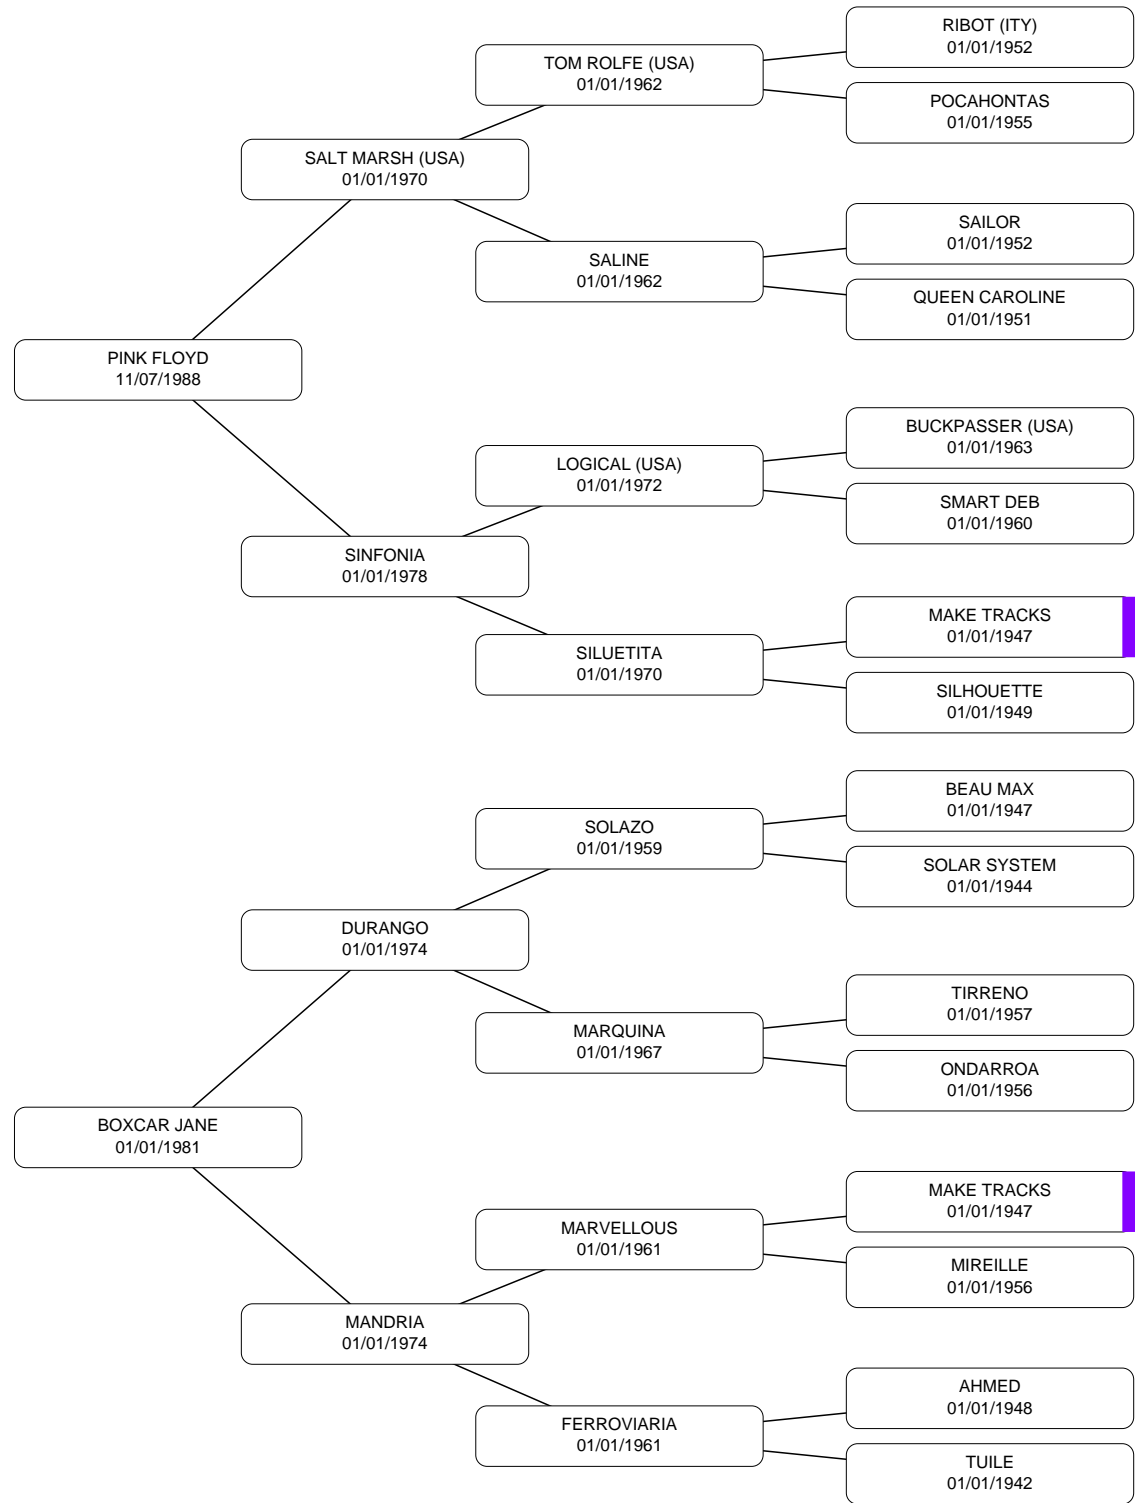 RIBOT (ITY)
01/01/1952
TOM ROLFE (USA)
01/01/1962
POCAHONTAS
01/01/1955
SALT MARSH (USA)
01/01/1970
SAILOR
01/01/1952
SALINE
01/01/1962
QUEEN CAROLINE
01/01/1951
PINK FLOYD
11/07/1988
BUCKPASSER (USA)
01/01/1963
LOGICAL (USA)
01/01/1972
SMART DEB
01/01/1960
SINFONIA
01/01/1978
MAKE TRACKS
01/01/1947
SILUETITA
01/01/1970
SILHOUETTE
01/01/1949
BEAU MAX
01/01/1947
SOLAZO
01/01/1959
SOLAR SYSTEM
01/01/1944
DURANGO
01/01/1974
TIRRENO
01/01/1957
MARQUINA
01/01/1967
ONDARROA
01/01/1956
BOXCAR JANE
01/01/1981
MAKE TRACKS
01/01/1947
MARVELLOUS
01/01/1961
MIREILLE
01/01/1956
MANDRIA
01/01/1974
AHMED
01/01/1948
FERROVIARIA
01/01/1961
TUILE
01/01/1942